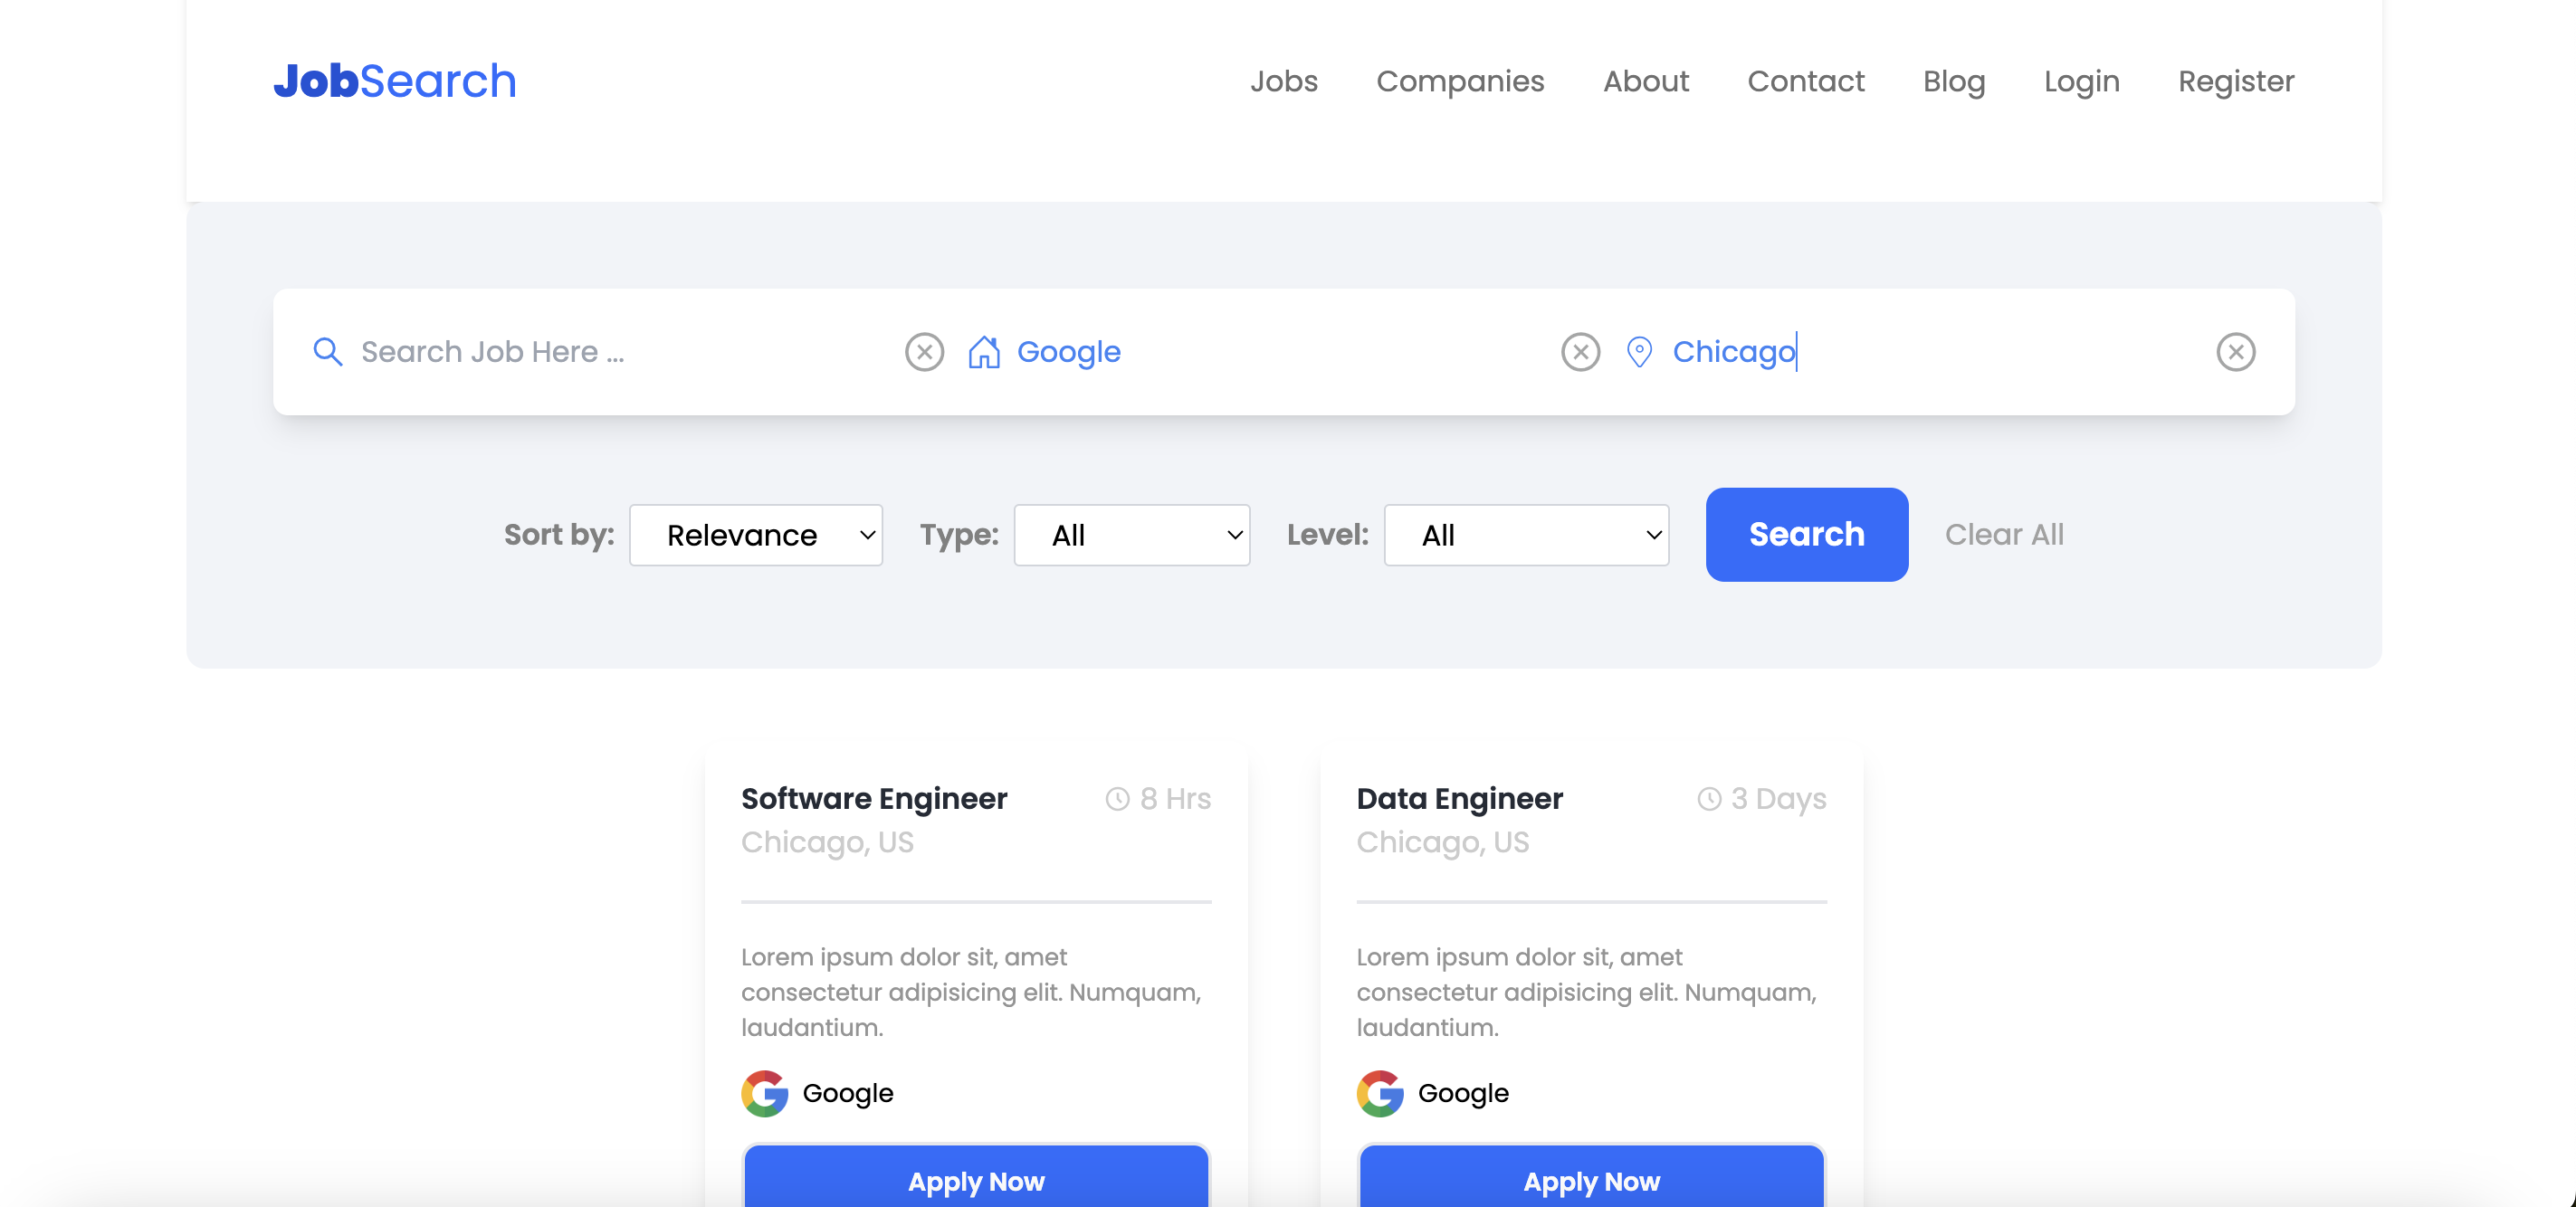 JobSearch Jobs Companies About Contact Blog Login Register
Search Job Here ... Google Chicago
Sort by: Relevance Type: All Level: All Search Clear All
Software Engineer 8 Hrs
Chicago, US
Lorem ipsum dolor sit, amet
consectetur adipisicing elit. Numquam,
laudantium.
Google
Apply Now
Data Engineer 3 Days
Chicago, US
Lorem ipsum dolor sit, amet
consectetur adipisicing elit. Numquam,
laudantium.
Google
Apply Now